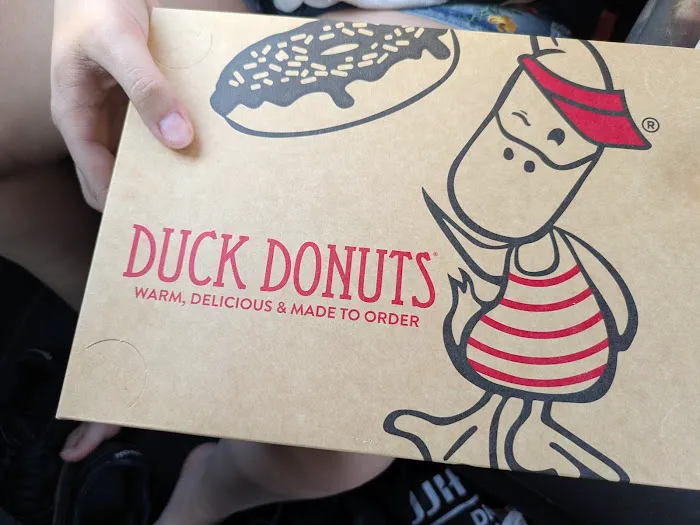 DUCK DONUTS®
WARM, DELICIOUS & MADE TO ORDER
®